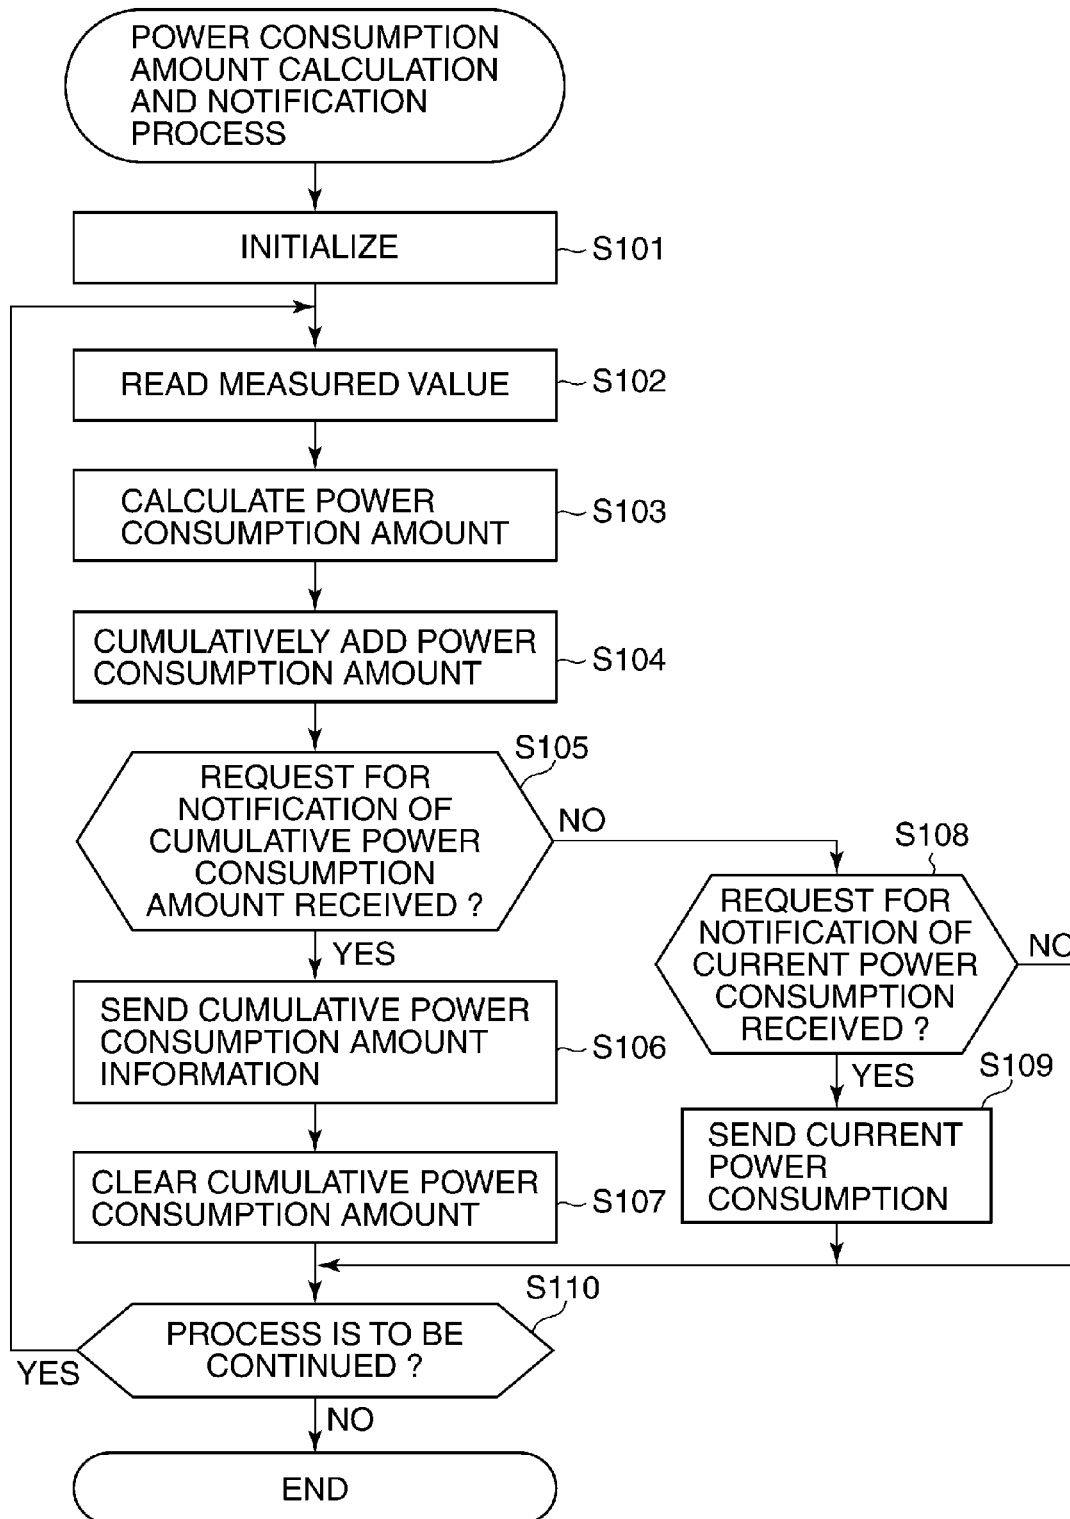 POWER CONSUMPTION
AMOUNT CALCULATION
AND NOTIFICATION
PROCESS
INITIALIZE
S101
READ MEASURED VALUE
S102
CALCULATE POWER
CONSUMPTION AMOUNT
S103
CUMULATIVELY ADD POWER
CONSUMPTION AMOUNT
S104
S105
REQUEST FOR
NOTIFICATION OF
CUMULATIVE POWER
CONSUMPTION
AMOUNT RECEIVED ?
NO
YES
S108
REQUEST FOR
NOTIFICATION OF
CURRENT POWER
CONSUMPTION
RECEIVED ?
NO
YES
SEND CUMULATIVE POWER
CONSUMPTION AMOUNT
INFORMATION
S106
S109
SEND CURRENT
POWER
CONSUMPTION
CLEAR CUMULATIVE POWER
CONSUMPTION AMOUNT
S107
S110
PROCESS IS TO BE
CONTINUED ?
YES
NO
END